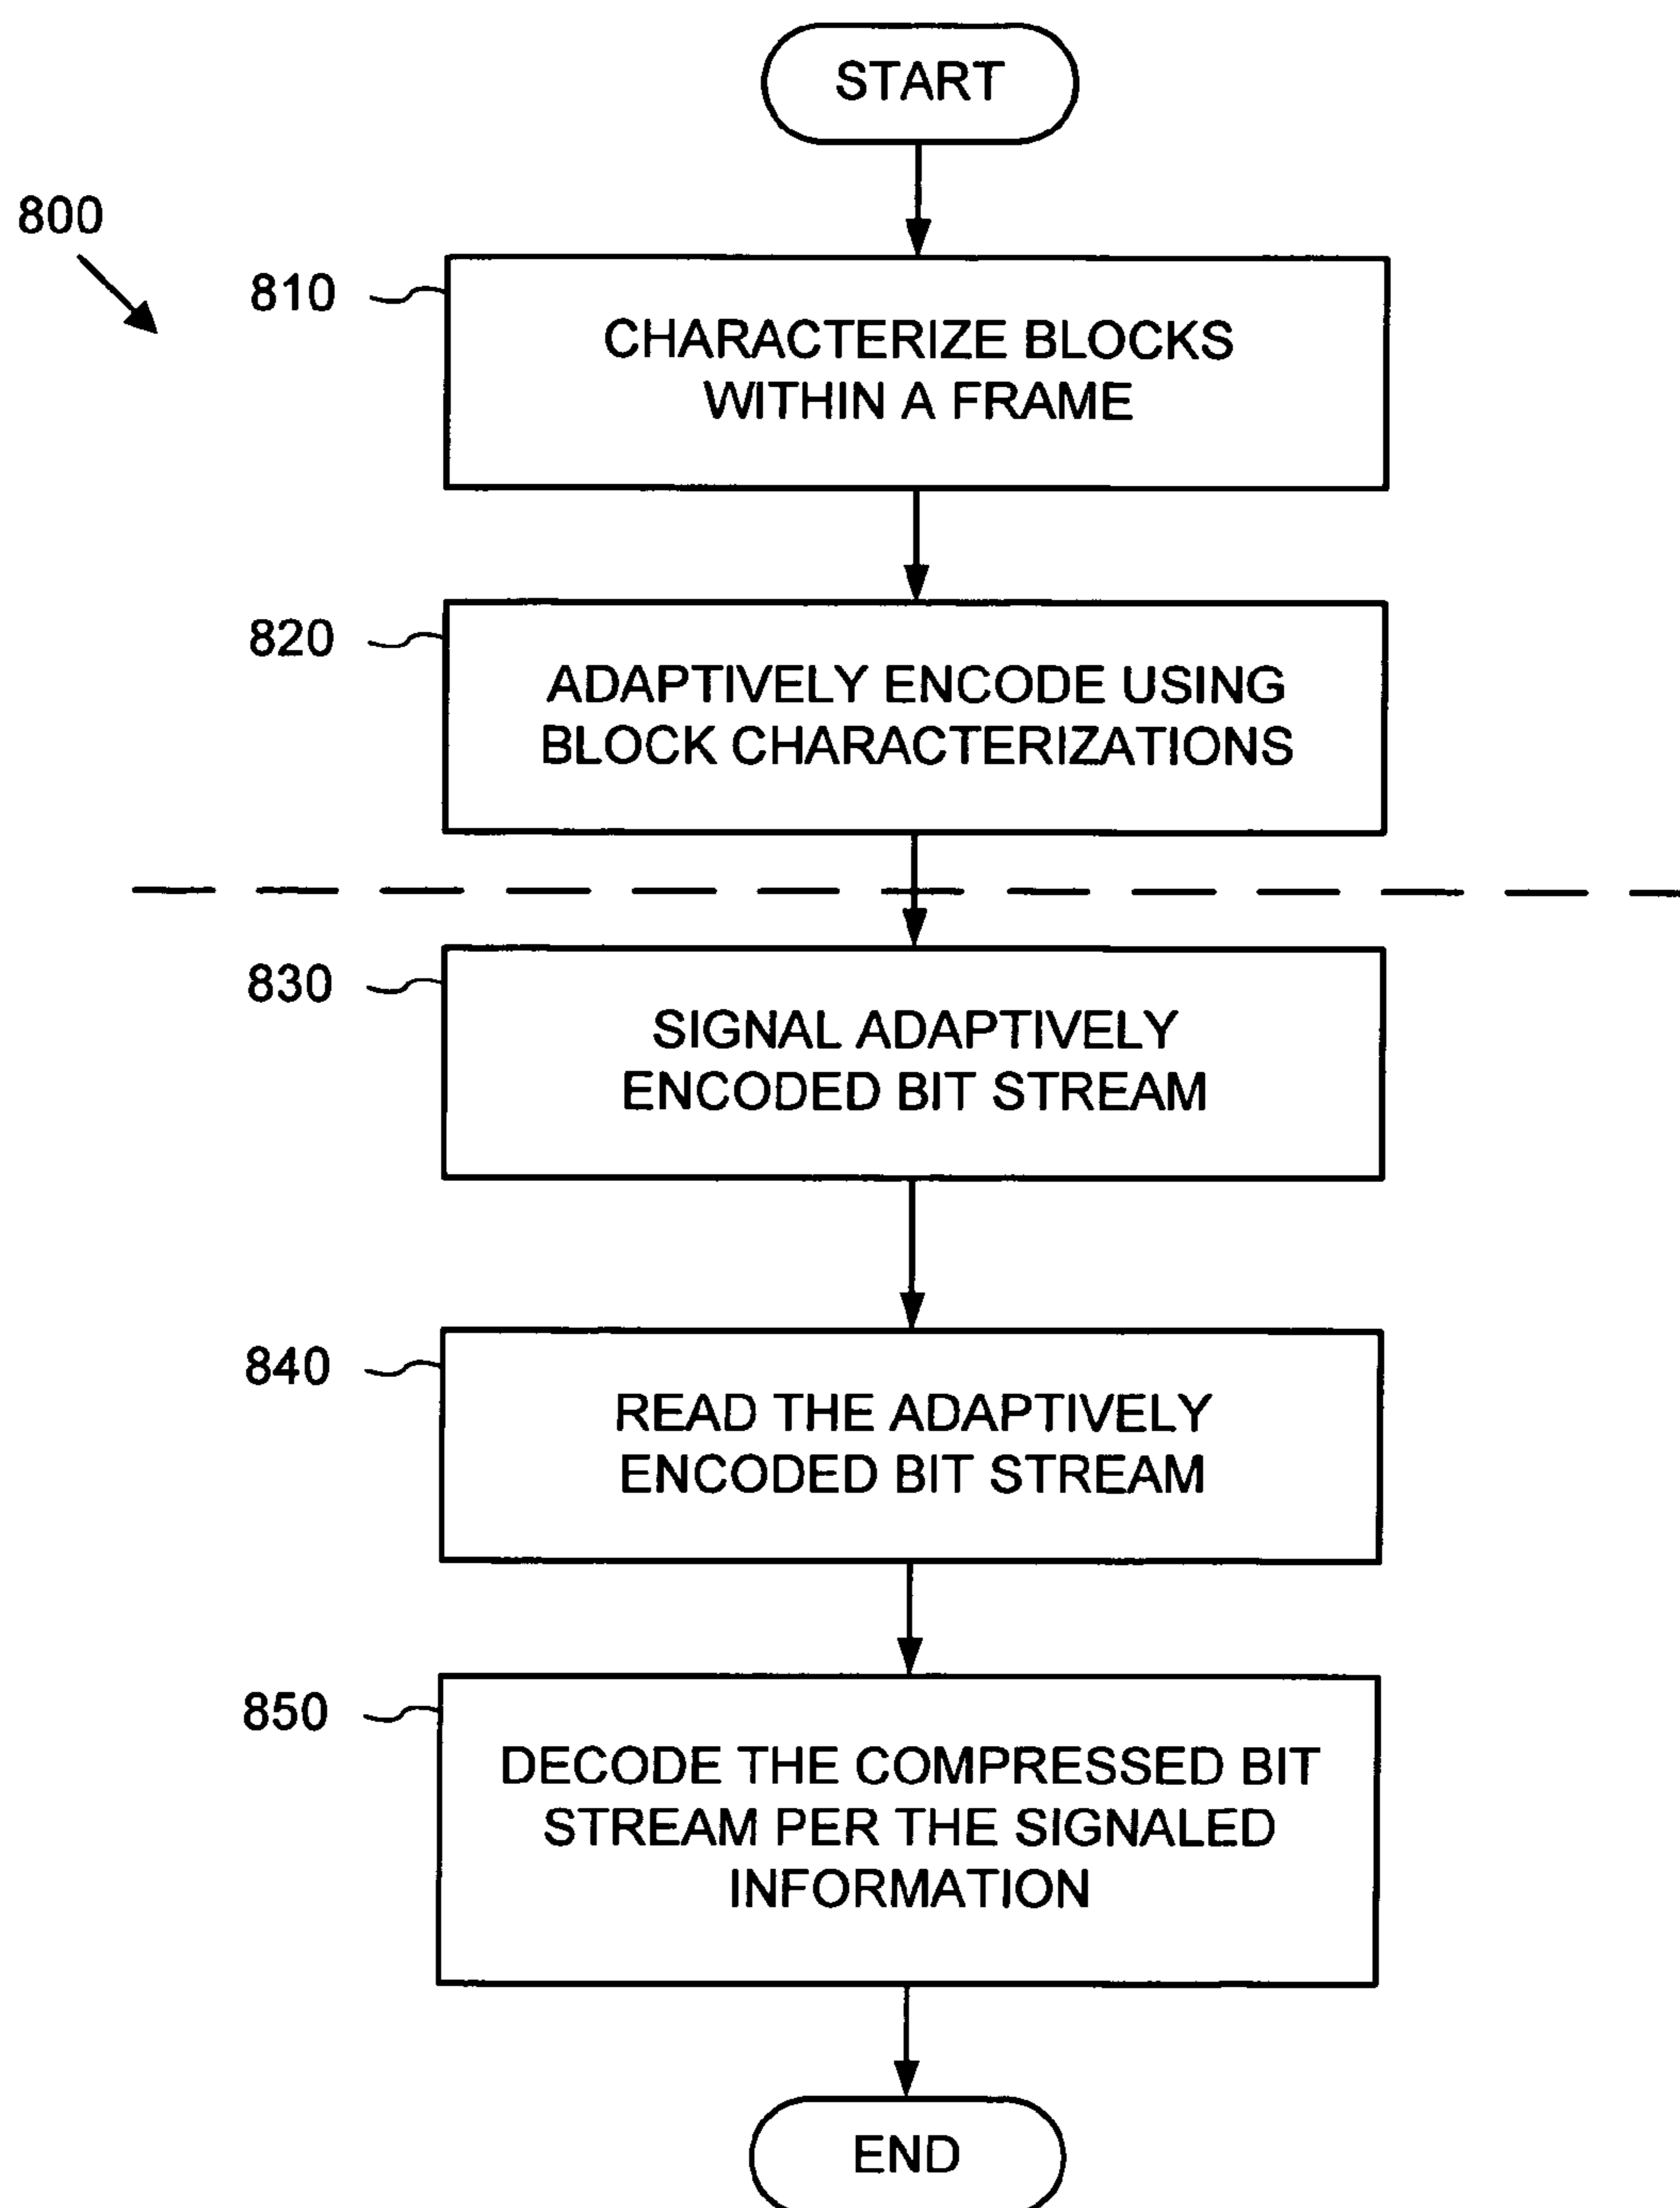 START
800
810
CHARACTERIZE BLOCKS
WITHIN A FRAME
820
ADAPTIVELY ENCODE USING
BLOCK CHARACTERIZATIONS
830
SIGNAL ADAPTIVELY
ENCODED BIT STREAM
840
READ THE ADAPTIVELY
ENCODED BIT STREAM
850
DECODE THE COMPRESSED BIT
STREAM PER THE SIGNALED
INFORMATION
END